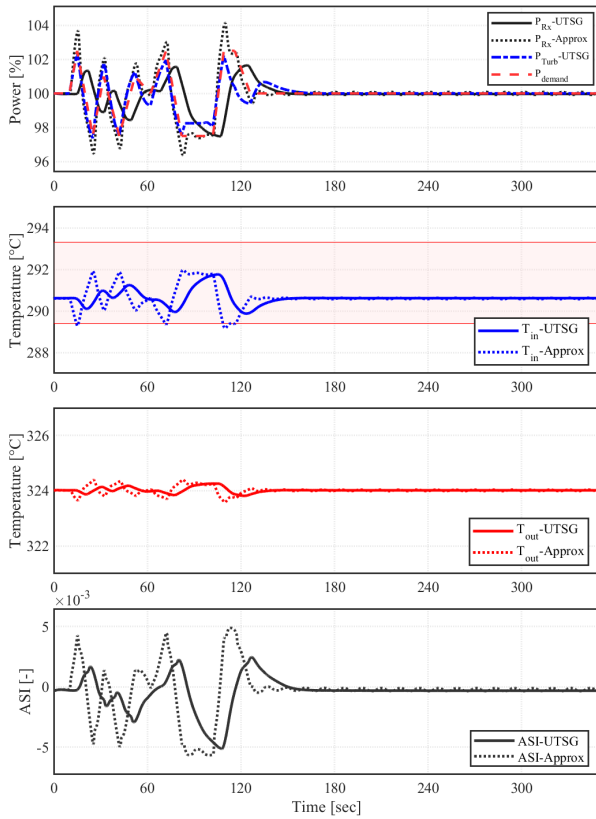 Power [%]
104
102
100
98
96
P_Rx-UTSG
P_Rx-Approx
P_Turb-UTSG
P_demand
0
60
120
180
240
300
Temperature [°C]
294
292
290
288
T_in-UTSG
T_in-Approx
0
60
120
180
240
300
Temperature [°C]
326
324
322
T_out-UTSG
T_out-Approx
0
60
120
180
240
300
×10^-3
ASI [-]
5
0
-5
ASI-UTSG
ASI-Approx
0
60
120
180
240
300
Time [sec]